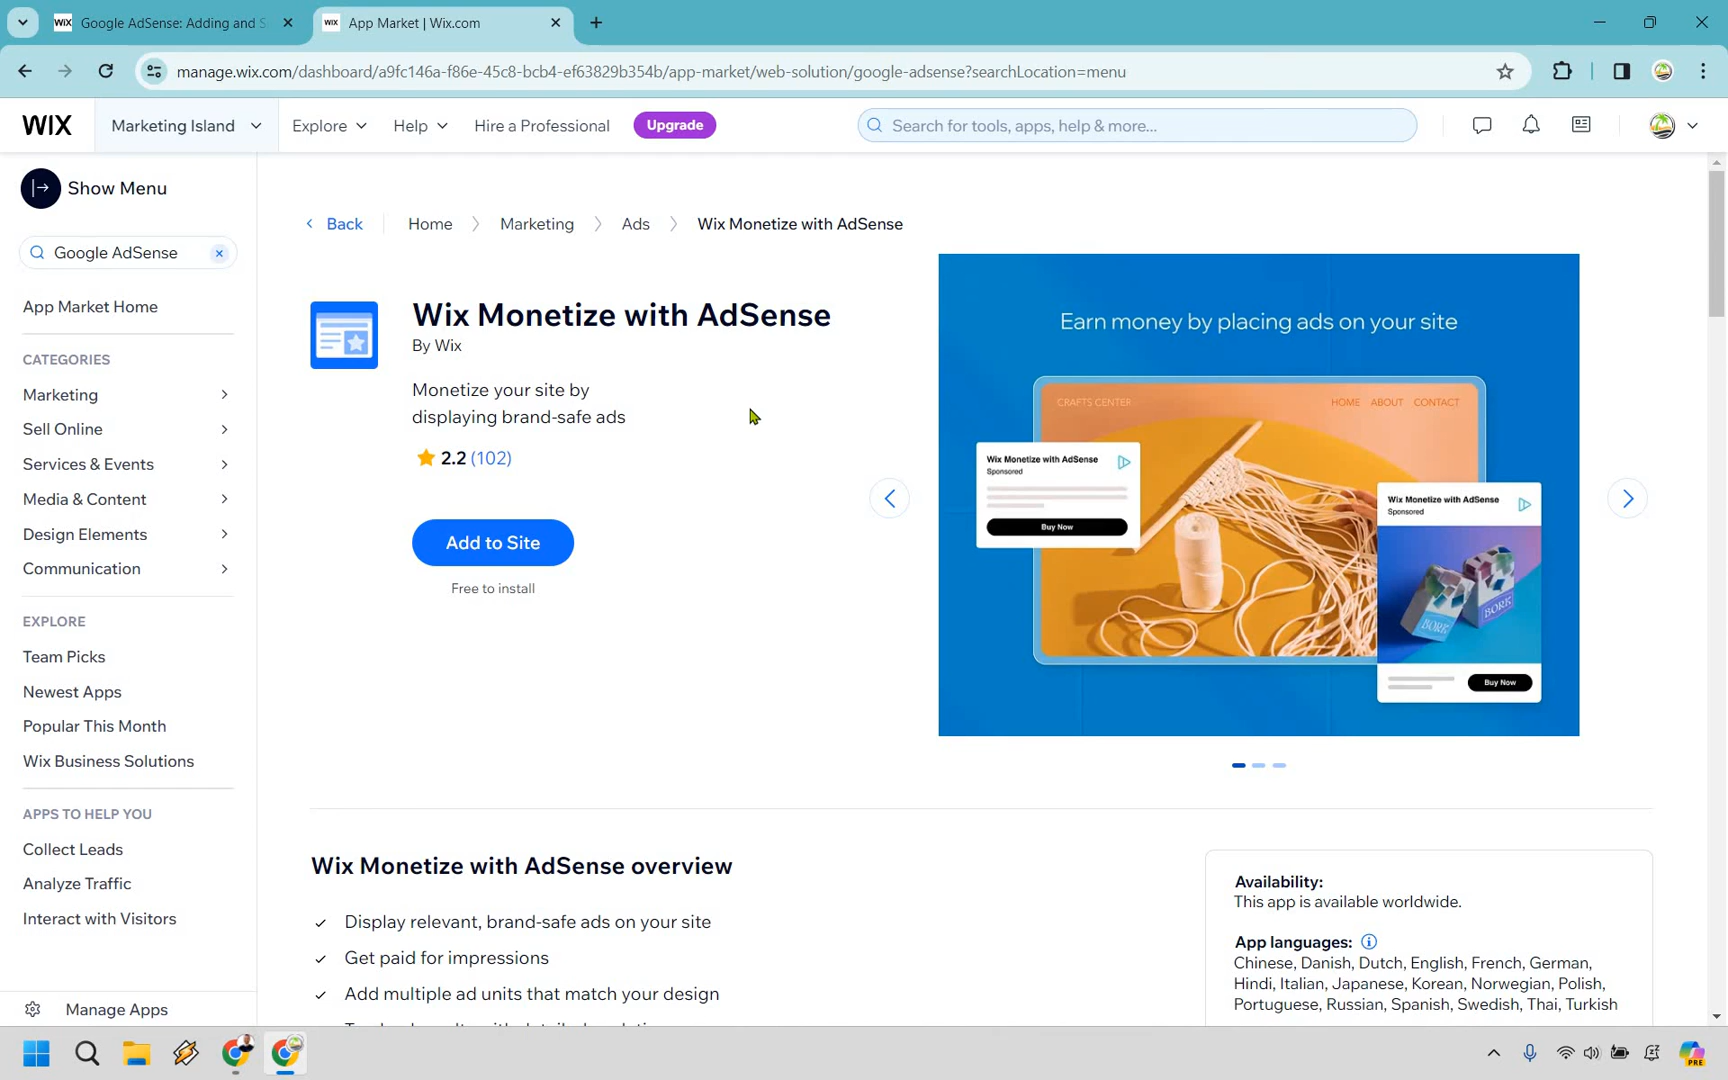 WIX Google AdSense: Adding and S
WIX App Market | Wix.com
manage.wix.com/dashboard/a9fc146a-f86e-45c8-bcb4-ef63829b354b/app-market/web-solution/google-adsense?searchLocation=menu
WIX Marketing Island Explore Help Hire a Professional Upgrade Search for tools, apps, help & more...
Show Menu
Google AdSense
App Market Home
CATEGORIES
Marketing
Sell Online
Services & Events
Media & Content
Design Elements
Communication
EXPLORE
Team Picks
Newest Apps
Popular This Month
Wix Business Solutions
APPS TO HELP YOU
Collect Leads
Analyze Traffic
Interact with Visitors
Manage Apps
Back Home Marketing Ads Wix Monetize with AdSense
Wix Monetize with AdSense
By Wix
Monetize your site by
displaying brand-safe ads
2.2 (102)
Add to Site
Free to install
Earn money by placing ads on your site
CRAFTS CENTER HOME ABOUT CONTACT
Wix Monetize with AdSense
Sponsored
Buy Now
Wix Monetize with AdSense
Sponsored
BORK
BORK
Buy Now
Wix Monetize with AdSense overview
Display relevant, brand-safe ads on your site
Get paid for impressions
Add multiple ad units that match your design
Availability:
This app is available worldwide.
App languages:
Chinese, Danish, Dutch, English, French, German,
Hindi, Italian, Japanese, Korean, Norwegian, Polish,
Portuguese, Russian, Spanish, Swedish, Thai, Turkish
PRE